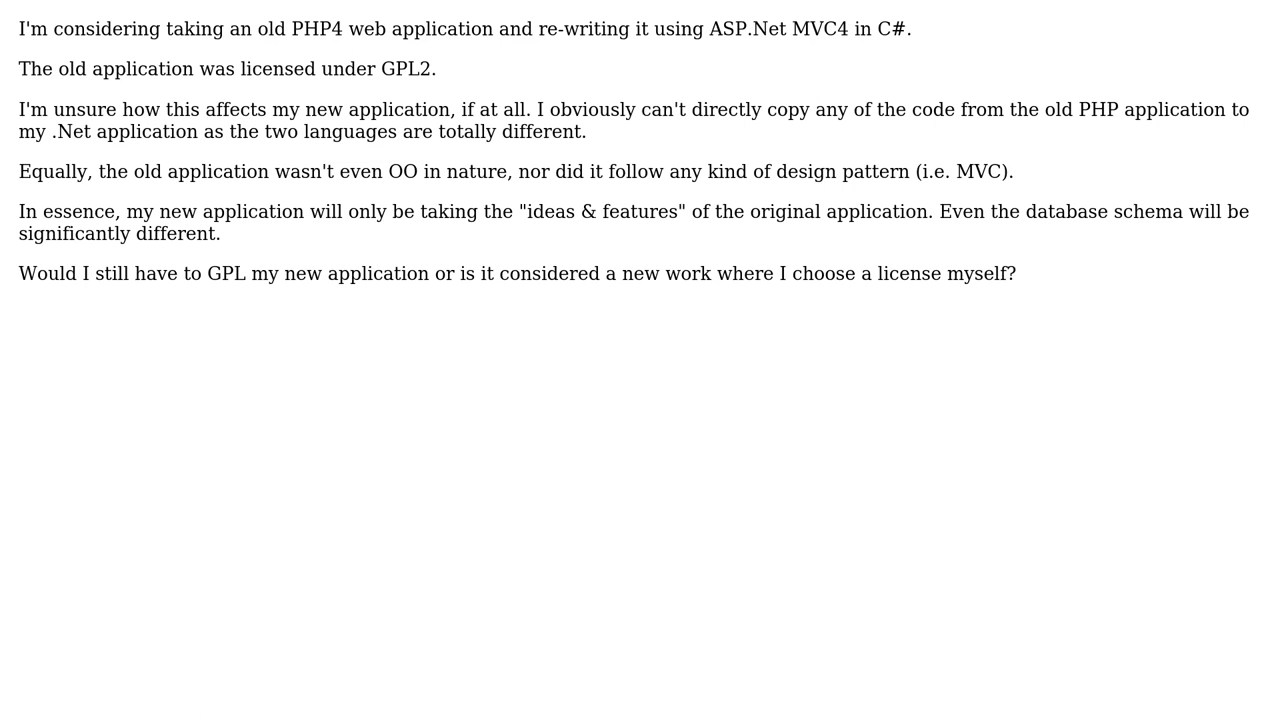 I'm considering taking an old PHP4 web application and re-writing it using ASP.Net MVC4 in C#.
The old application was licensed under GPL2.
I'm unsure how this affects my new application, if at all. I obviously can't directly copy any of the code from the old PHP application to
my .Net application as the two languages are totally different.
Equally, the old application wasn't even OO in nature, nor did it follow any kind of design pattern (i.e. MVC).
In essence, my new application will only be taking the "ideas & features" of the original application. Even the database schema will be
significantly different.
Would I still have to GPL my new application or is it considered a new work where I choose a license myself?